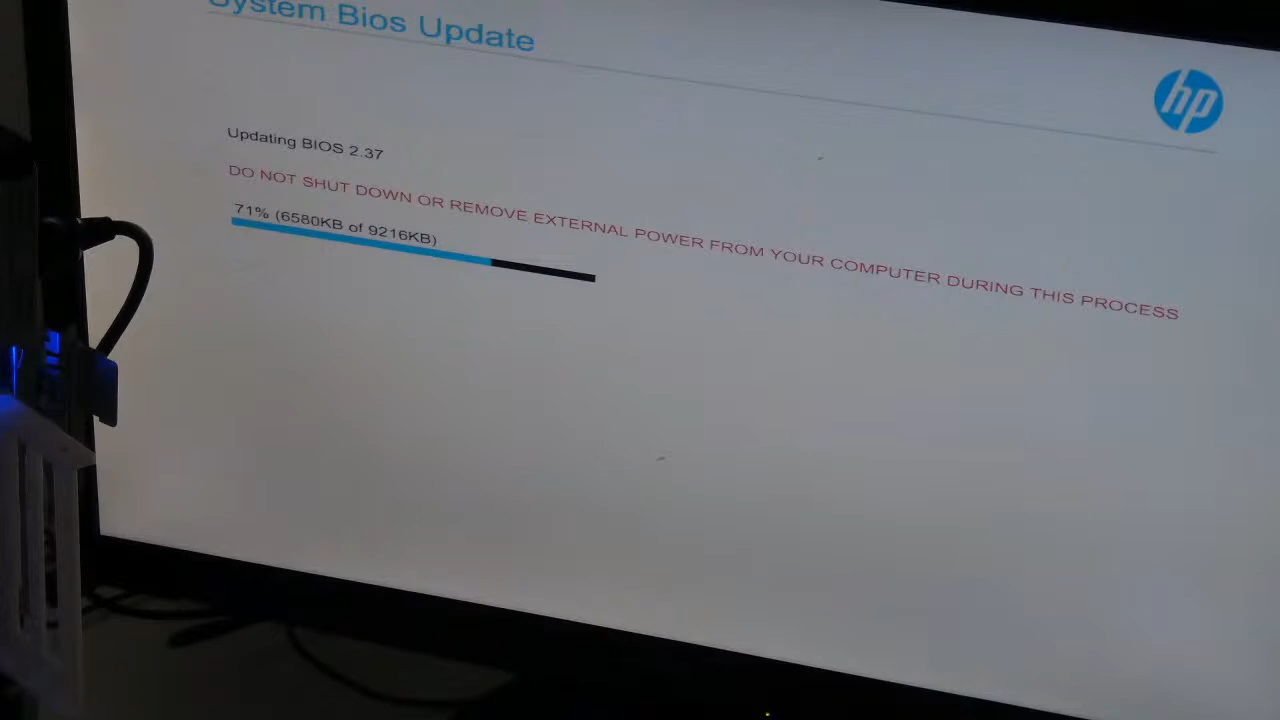 System Bios Update
hp
Updating BIOS 2.37
DO NOT SHUT DOWN OR REMOVE EXTERNAL POWER FROM YOUR COMPUTER DURING THIS PROCESS
71% (6580KB of 9216KB)